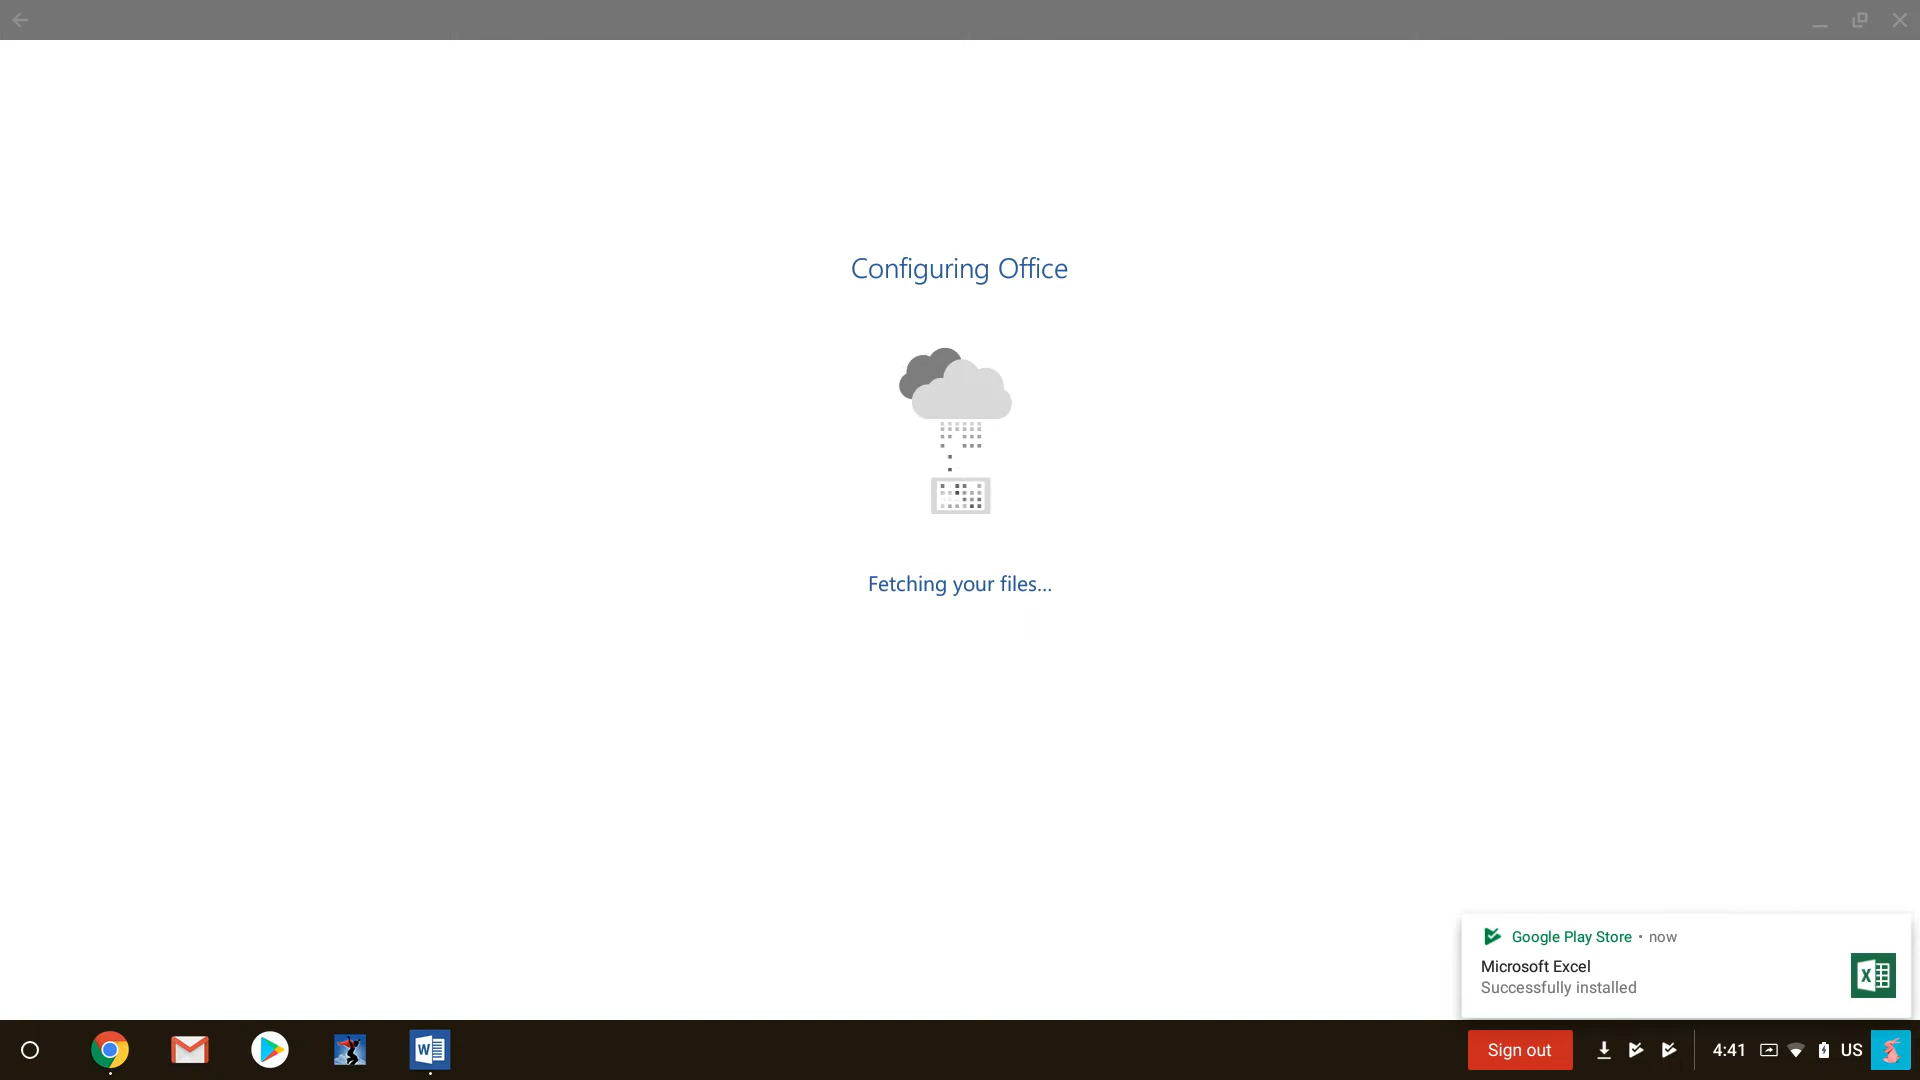 Configuring Office
Fetching your files...
Google Play Store • now
Microsoft Excel
Successfully installed
Sign out
4:41
US